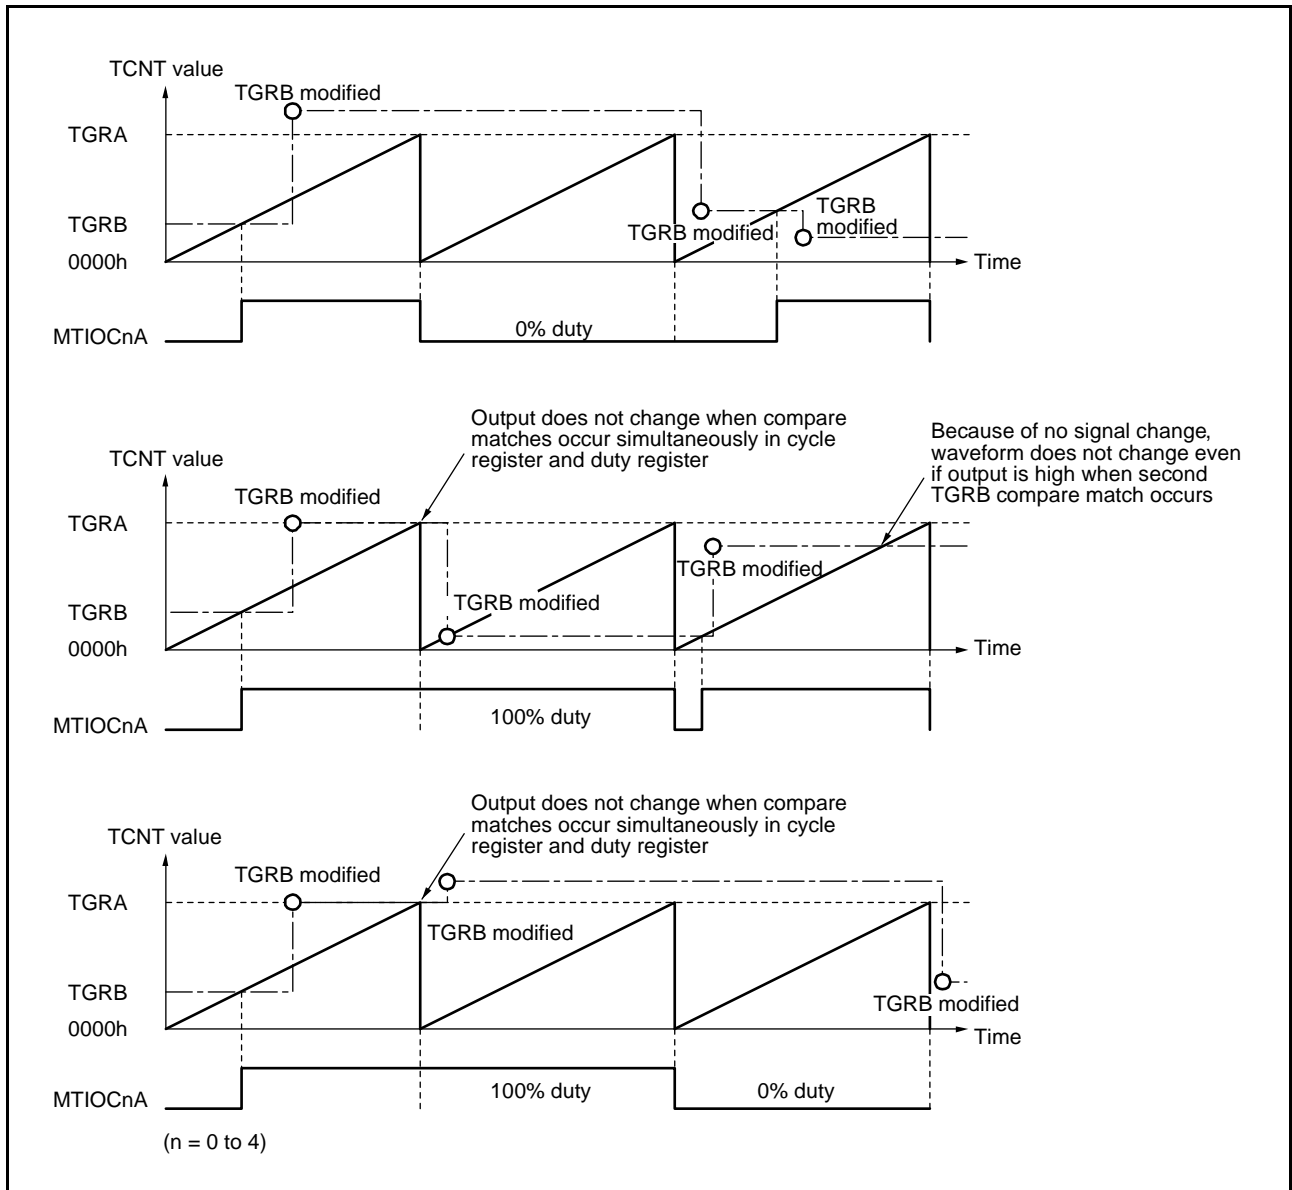 TCNT value
TGRB modified
TGRA
TGRB
modified
TGRB
TGRB modified
0000h
Time
0% duty
MTIOCnA
Output does not change when compare
matches occur simultaneously in cycle
register and duty register
Because of no signal change,
waveform does not change even
if output is high when second
TGRB compare match occurs
TCNT value
TGRB modified
TGRA
TGRB modified
TGRB modified
TGRB
0000h
Time
100% duty
MTIOCnA
Output does not change when compare
matches occur simultaneously in cycle
register and duty register
TCNT value
TGRB modified
TGRA
TGRB modified
TGRB
TGRB modified
0000h
Time
100% duty
0% duty
MTIOCnA
(n = 0 to 4)